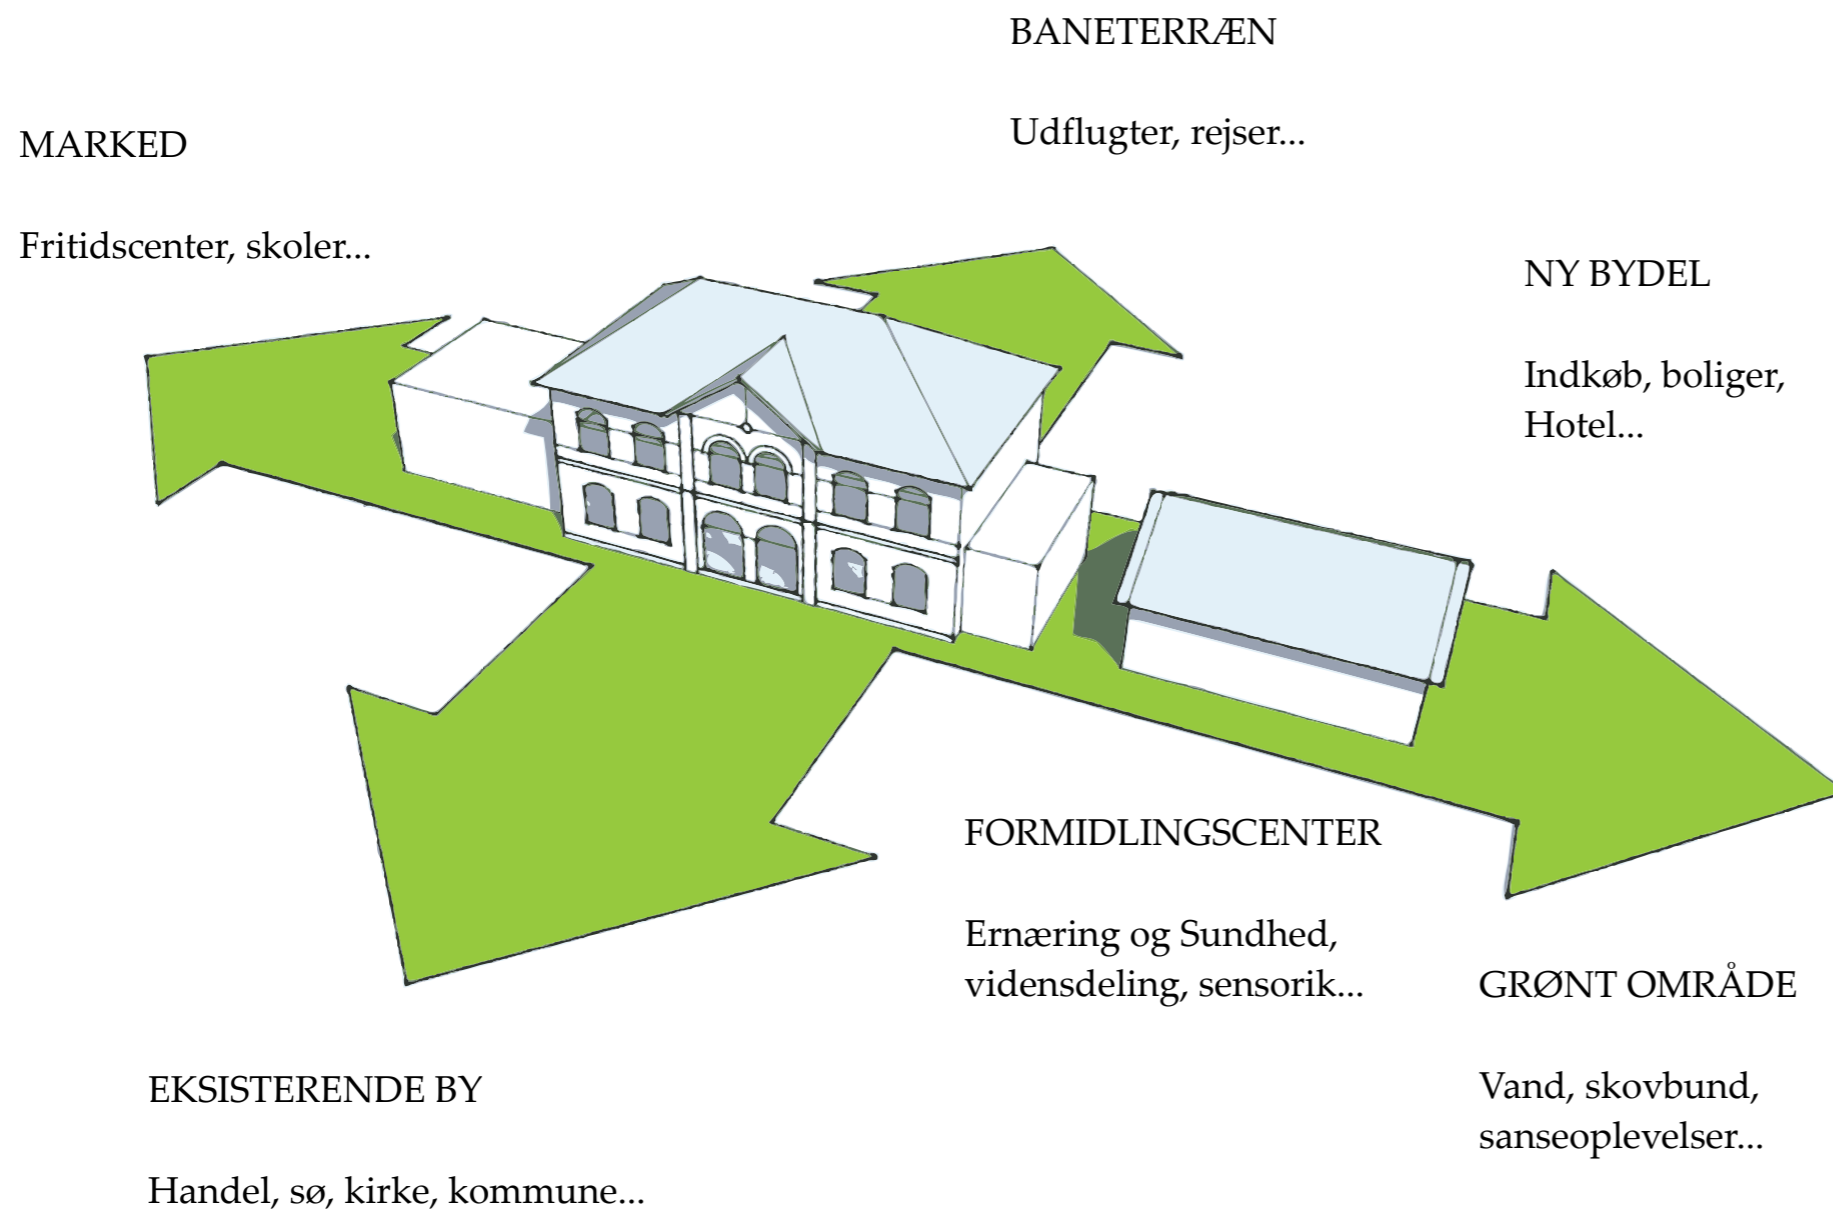 BANETERRÆN
Udflugter, rejser...
MARKED
Fritidscenter, skoler...
NY BYDEL
Indkøb, boliger,
Hotel...
FORMIDLINGSCENTER
Ernæring og Sundhed,
vidensdeling, sensorik...
GRØNT OMRÅDE
Vand, skovbund,
sanseoplevelser...
EKSISTERENDE BY
Handel, sø, kirke, kommune...